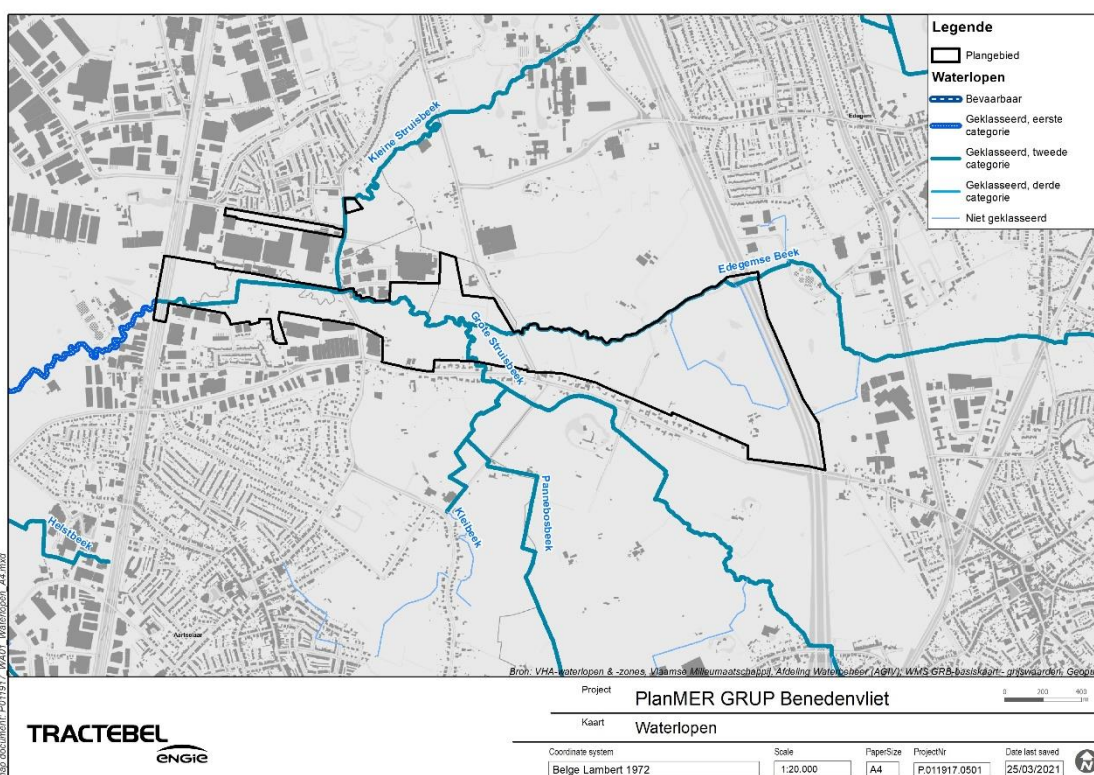 Legende
Plangebied
Waterlopen
Bevaarbaar
Geklasseerd, eerste
categorie
Geklasseerd, tweede
categorie
Geklasseerd, derde
categorie
Niet geklasseerd
Edegem
Kleine Struisbeek
Edegemse Beek
Grote Struisbeek
Kleibeek
Pannebosbeek
Helstbeek
Aartselaar
Bron: VHA-waterlopen & -zones, Vlaamse Milieumaatschappij, Afdeling Waterbeheer (AGIV); WMS GRB-basiskaart - grijswaarden,
Project
PlanMER GRUP Benedenvliet
0 200 400
Kaart
Waterlopen
TRACTEBEL
ENGIE
Coordinate system
Scale
PaperSize
ProjectNr
Date last saved
Belge Lambert 1972
1:20.000
A4
P.011917.0501
25/03/2021
N